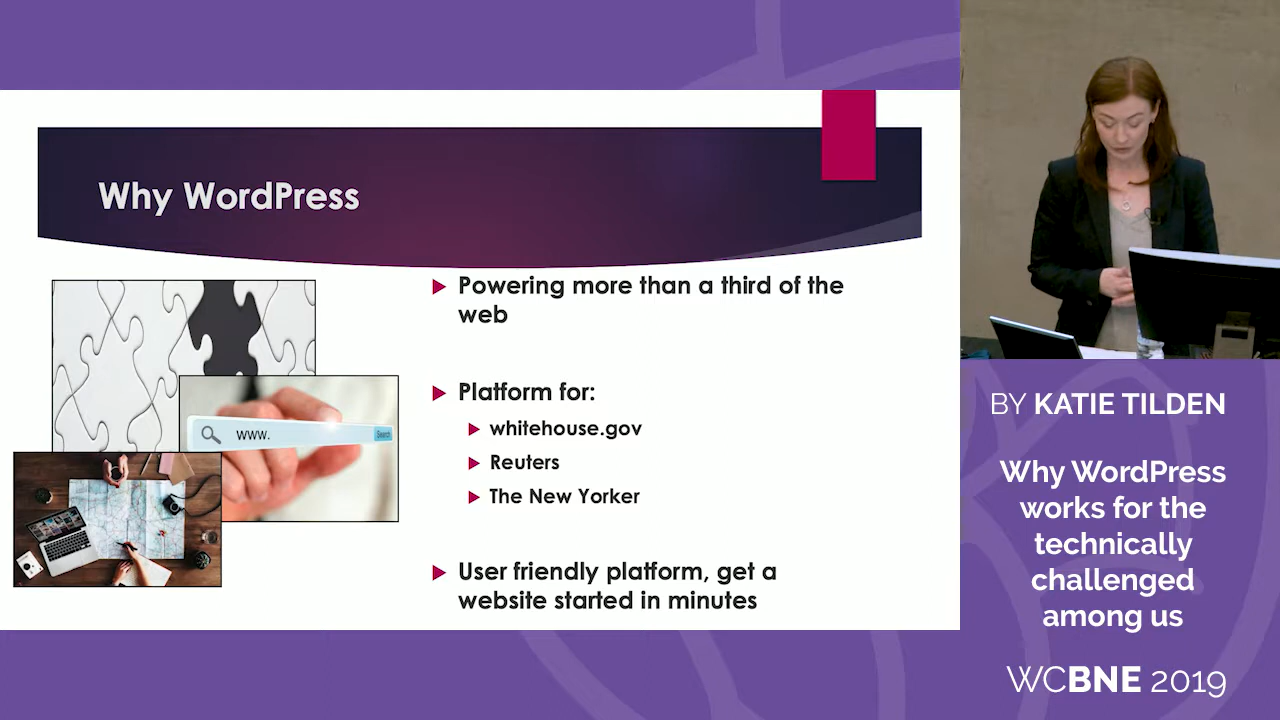 Why WordPress
Powering more than a third of the
web
Platform for:
whitehouse.gov
Reuters
The New Yorker
User friendly platform, get a
website started in minutes
www.
Search
BY KATIE TILDEN
Why WordPress
works for the
technically
challenged
among us
WCBNE 2019